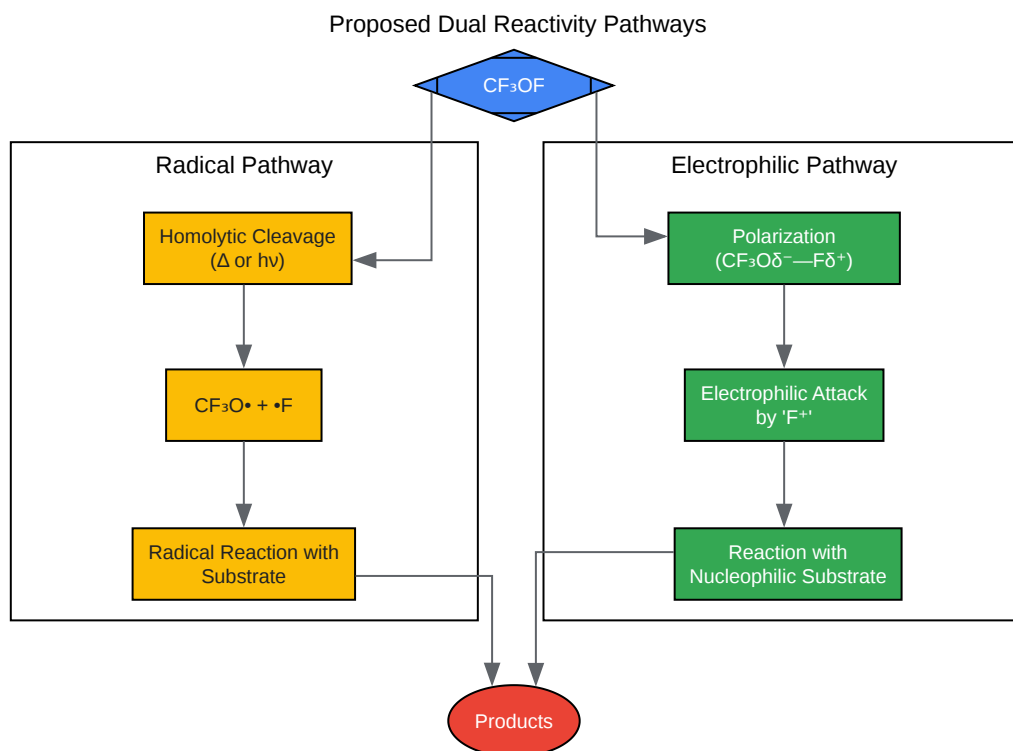 Proposed Dual Reactivity Pathways
CF₃OF
Radical Pathway
Homolytic Cleavage
(Δ or hν)
CF₃O• + •F
Radical Reaction with
Substrate
Electrophilic Pathway
Polarization
(CF₃Oδ⁻—Fδ⁺)
Electrophilic Attack
by 'F⁺'
Reaction with
Nucleophilic Substrate
Products